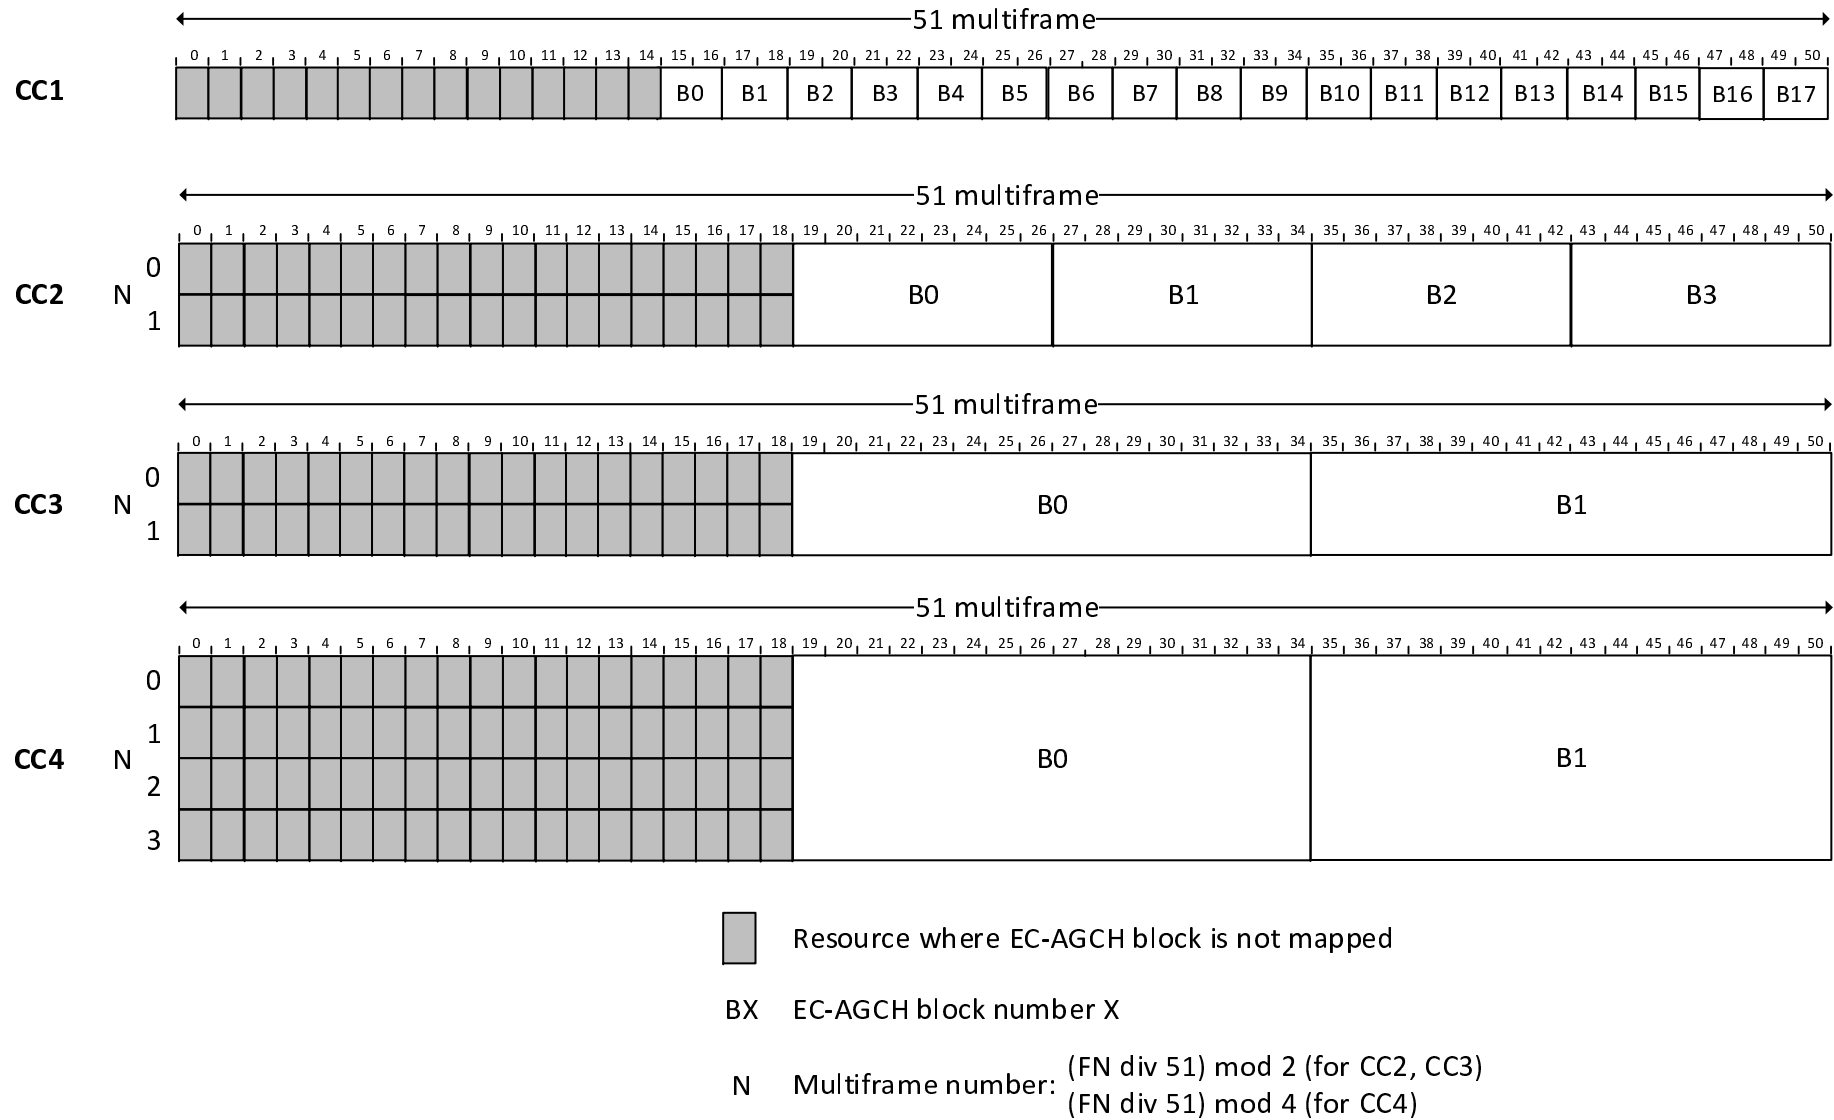 51 multiframe
0 1 2 3 4 5 6 7 8 9 10 11 12 13 14 15 16 17 18 19 20 21 22 23 24 25 26 27 28 29 30 31 32 33 34 35 36 37 38 39 40 41 42 43 44 45 46 47 48 49 50
CC1 B0 B1 B2 B3 B4 B5 B6 B7 B8 B9 B10 B11 B12 B13 B14 B15 B16 B17
51 multiframe
0 1 2 3 4 5 6 7 8 9 10 11 12 13 14 15 16 17 18 19 20 21 22 23 24 25 26 27 28 29 30 31 32 33 34 35 36 37 38 39 40 41 42 43 44 45 46 47 48 49 50
0
CC2 N B0 B1 B2 B3
1
51 multiframe
0 1 2 3 4 5 6 7 8 9 10 11 12 13 14 15 16 17 18 19 20 21 22 23 24 25 26 27 28 29 30 31 32 33 34 35 36 37 38 39 40 41 42 43 44 45 46 47 48 49 50
0
CC3 N B0 B1
1
51 multiframe
0 1 2 3 4 5 6 7 8 9 10 11 12 13 14 15 16 17 18 19 20 21 22 23 24 25 26 27 28 29 30 31 32 33 34 35 36 37 38 39 40 41 42 43 44 45 46 47 48 49 50
0
1
CC4 N B0 B1
2
3
Resource where EC-AGCH block is not mapped
BX EC-AGCH block number X
N Multiframe number: (FN div 51) mod 2 (for CC2, CC3)
(FN div 51) mod 4 (for CC4)